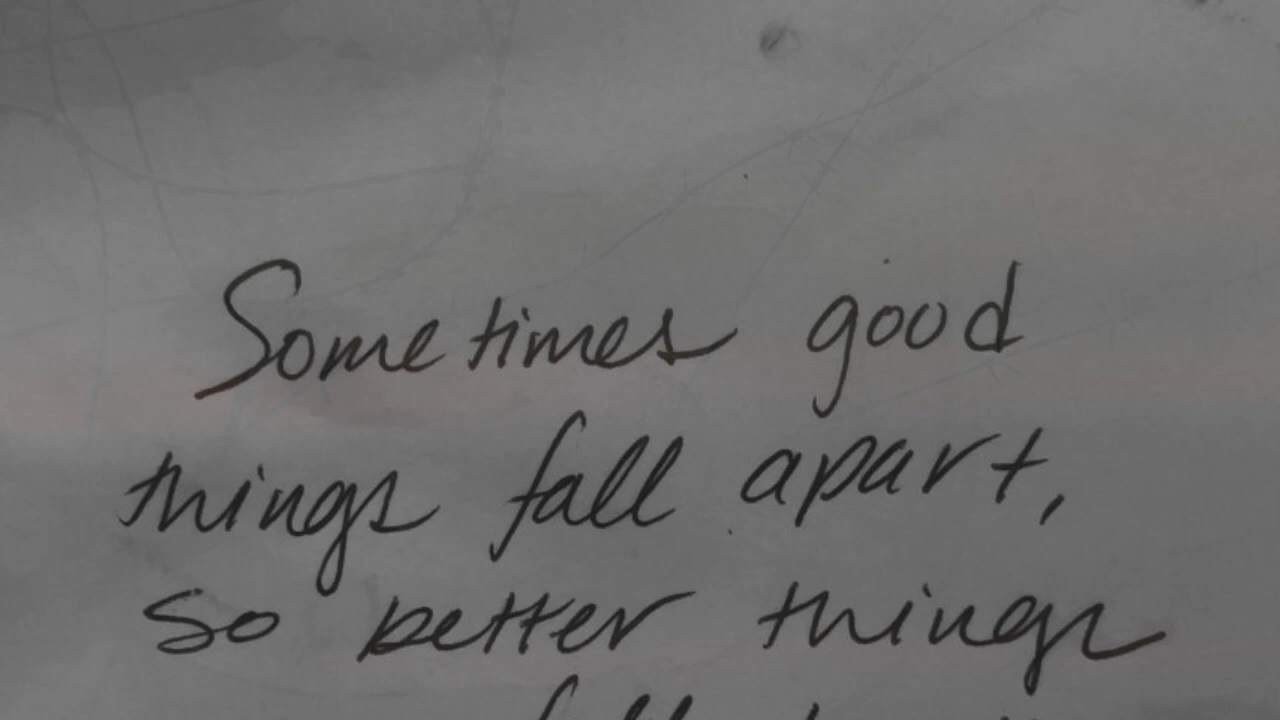 Sometimes good
things fall apart,
so better things